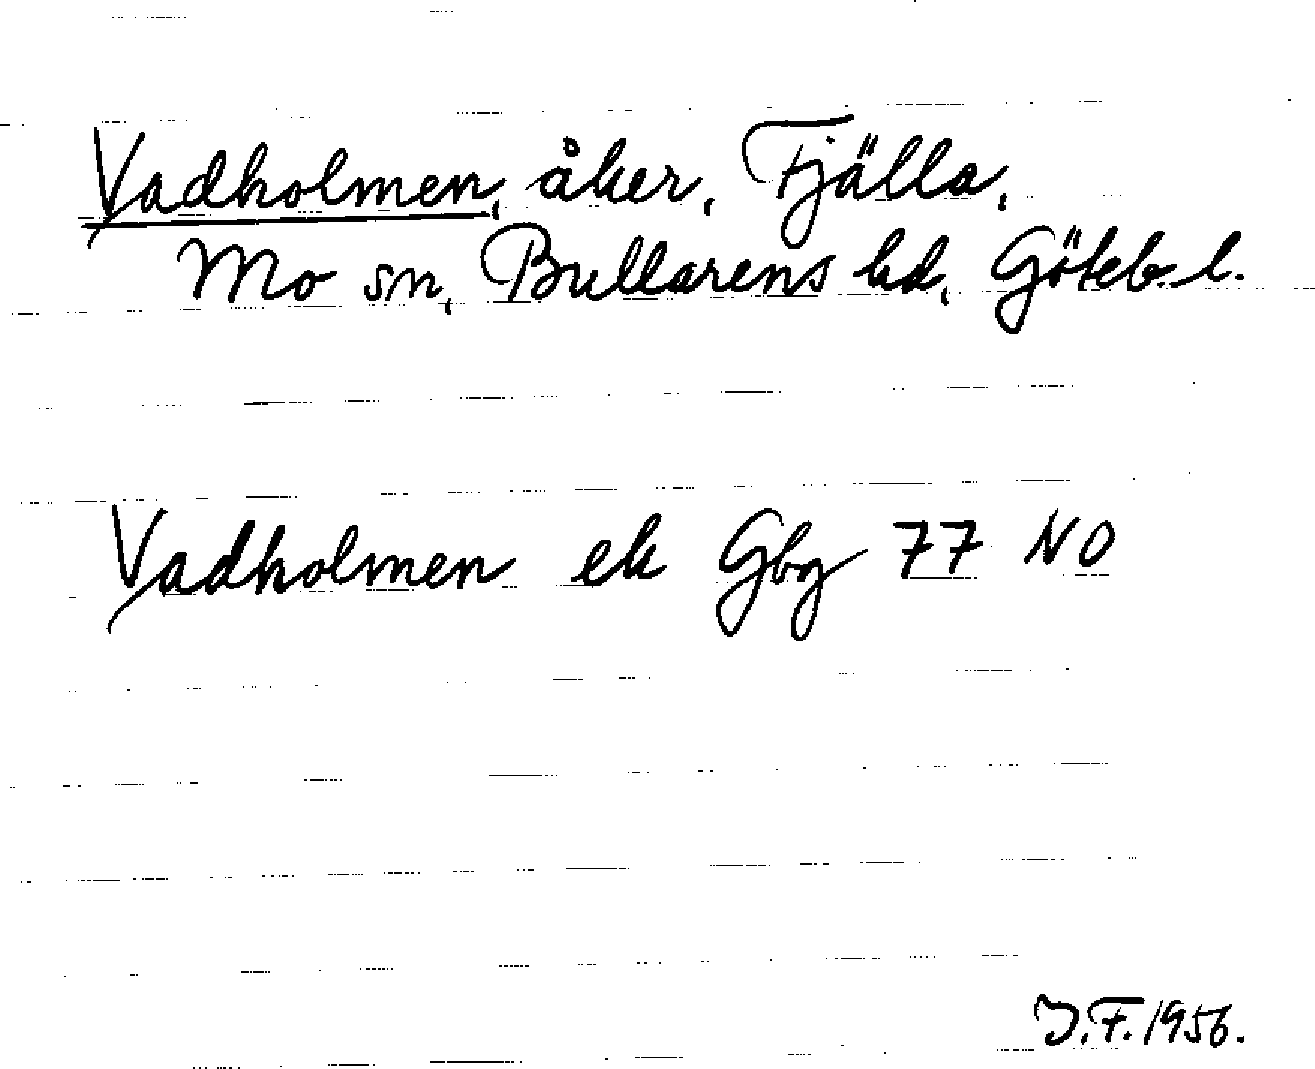 Vadholmen, åker, Fjälla,
Mo sn, Bullarens hd, Göteb. l.
Vadholmen ek Gbg 77 NO
J.F. 1956.